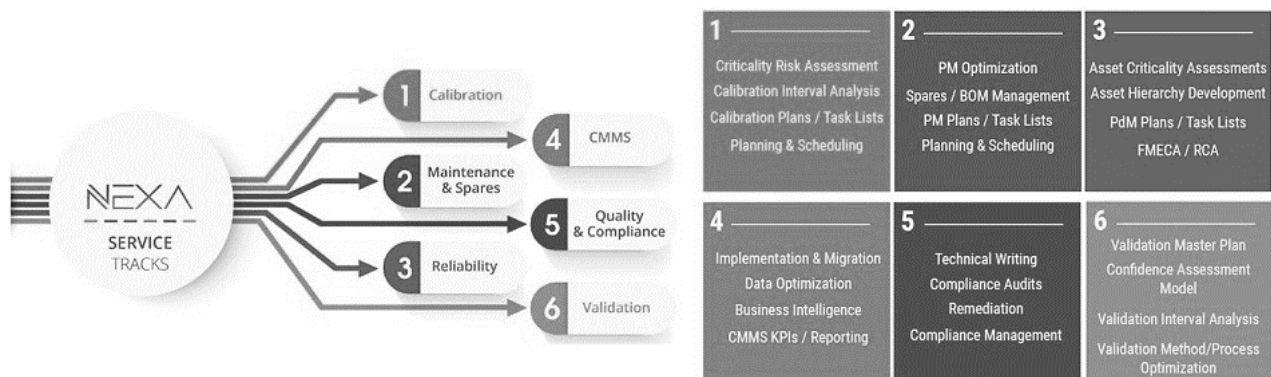 NEXA
SERVICE
TRACKS
1 Calibration
4 CMMS
2 Maintenance
& Spares
5 Quality
& Compliance
3 Reliability
6 Validation
1
Criticality Risk Assessment
Calibration Interval Analysis
Calibration Plans / Task Lists
Planning & Scheduling
2
PM Optimization
Spares / BOM Management
PM Plans / Task Lists
Planning & Scheduling
3
Asset Criticality Assessments
Asset Hierarchy Development
PdM Plans / Task Lists
FMECA / RCA
4
Implementation & Migration
Data Optimization
Business Intelligence
CMMS KPIs / Reporting
5
Technical Writing
Compliance Audits
Remediation
Compliance Management
6
Validation Master Plan
Confidence Assessment
Model
Validation Interval Analysis
Validation Method/Process
Optimization